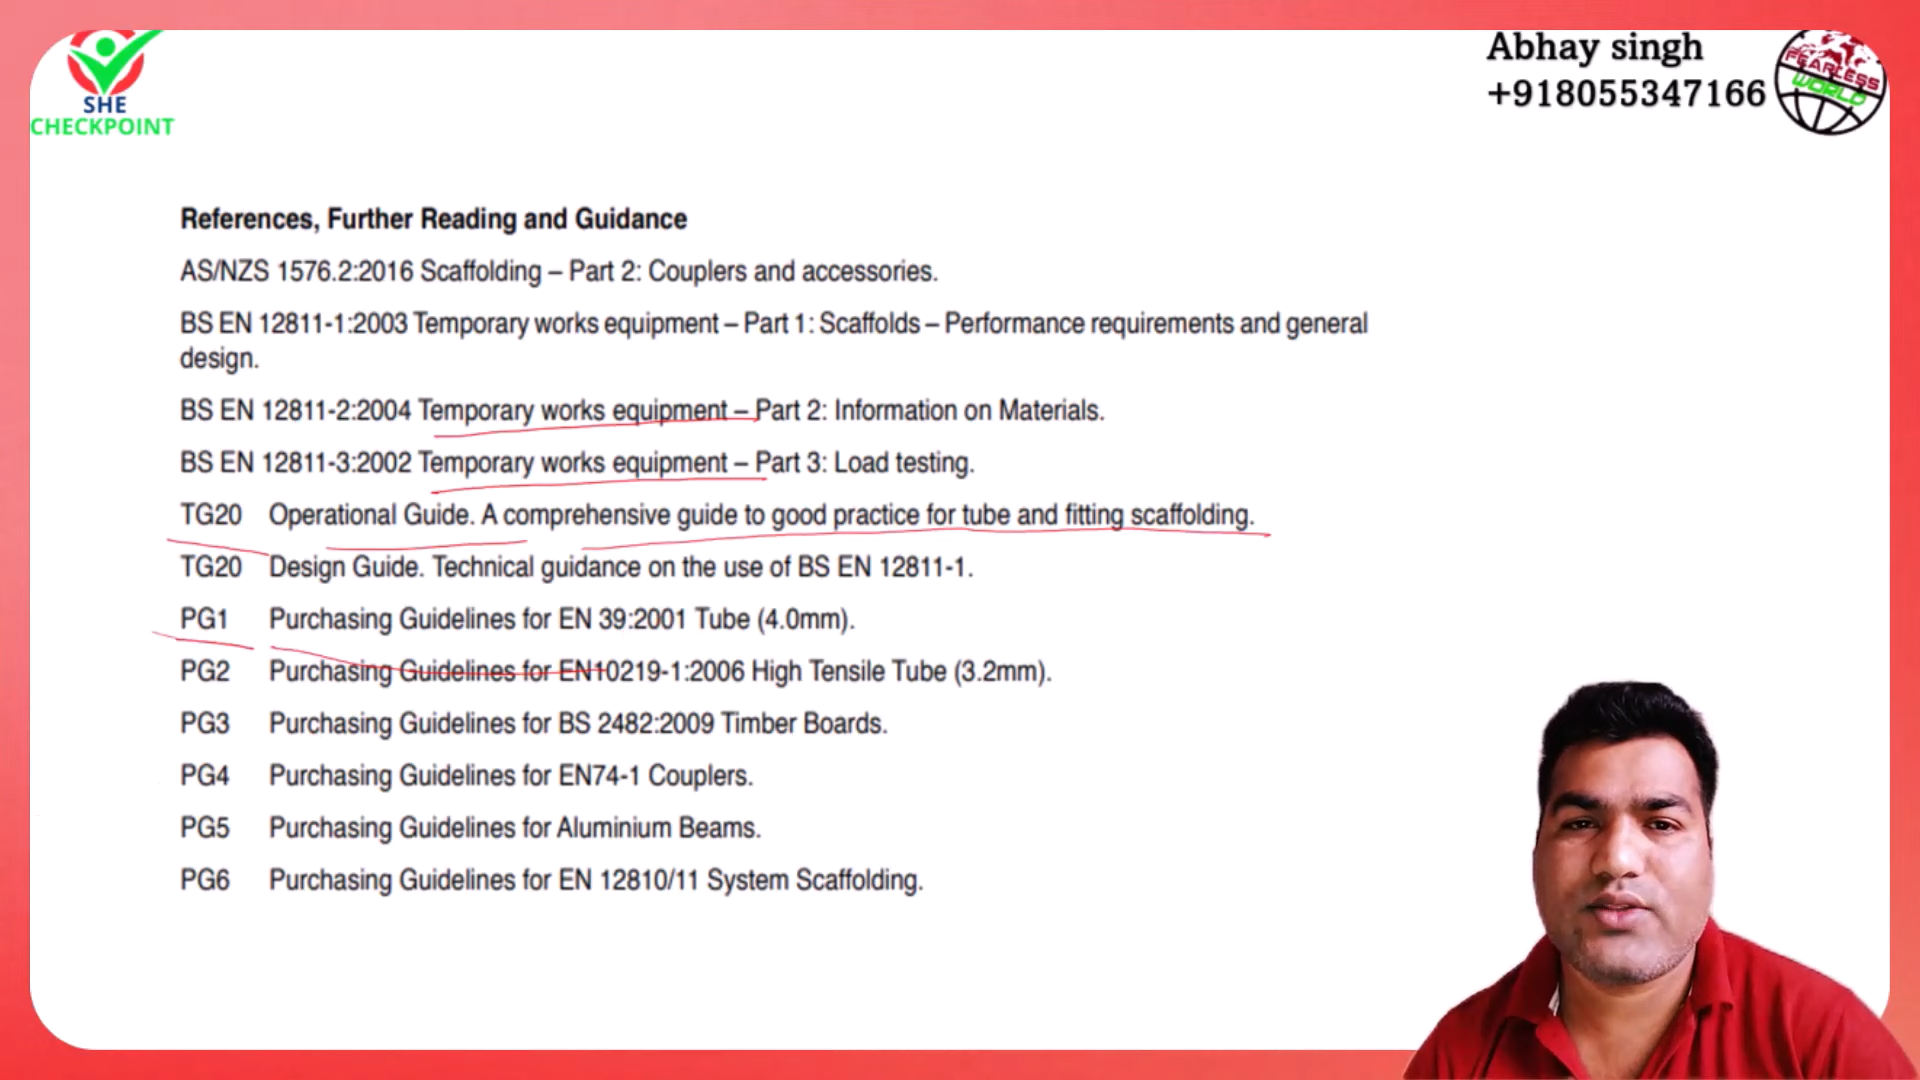 SHE
CHECKPOINT
Abhay singh
+918055347166
FEARLESS
WORLD
References, Further Reading and Guidance
AS/NZS 1576.2:2016 Scaffolding – Part 2: Couplers and accessories.
BS EN 12811-1:2003 Temporary works equipment – Part 1: Scaffolds – Performance requirements and general
design.
BS EN 12811-2:2004 Temporary works equipment – Part 2: Information on Materials.
BS EN 12811-3:2002 Temporary works equipment – Part 3: Load testing.
TG20 Operational Guide. A comprehensive guide to good practice for tube and fitting scaffolding.
TG20 Design Guide. Technical guidance on the use of BS EN 12811-1.
PG1 Purchasing Guidelines for EN 39:2001 Tube (4.0mm).
PG2 Purchasing Guidelines for EN10219-1:2006 High Tensile Tube (3.2mm).
PG3 Purchasing Guidelines for BS 2482:2009 Timber Boards.
PG4 Purchasing Guidelines for EN74-1 Couplers.
PG5 Purchasing Guidelines for Aluminium Beams.
PG6 Purchasing Guidelines for EN 12810/11 System Scaffolding.